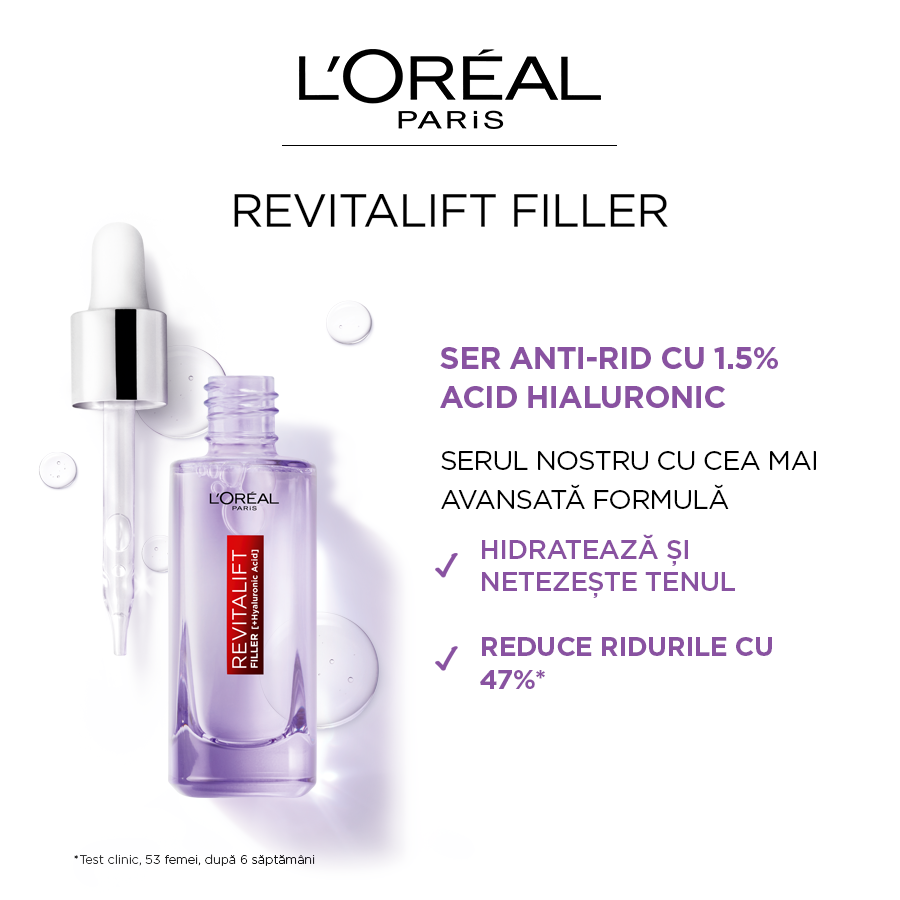 L'ORÉAL
PARiS
REVITALIFT FILLER
SER ANTI-RID CU 1.5%
ACID HIALURONIC
SERUL NOSTRU CU CEA MAI
AVANSATĂ FORMULĂ
HIDRATEAZĂ ȘI
NETEZEȘTE TENUL
REDUCE RIDURILE CU
47%*
L'ORÉAL
PARiS
REVITALIFT
FILLER [+Hyaluronic Acid]
*Test clinic, 53 femei, după 6 săptămâni